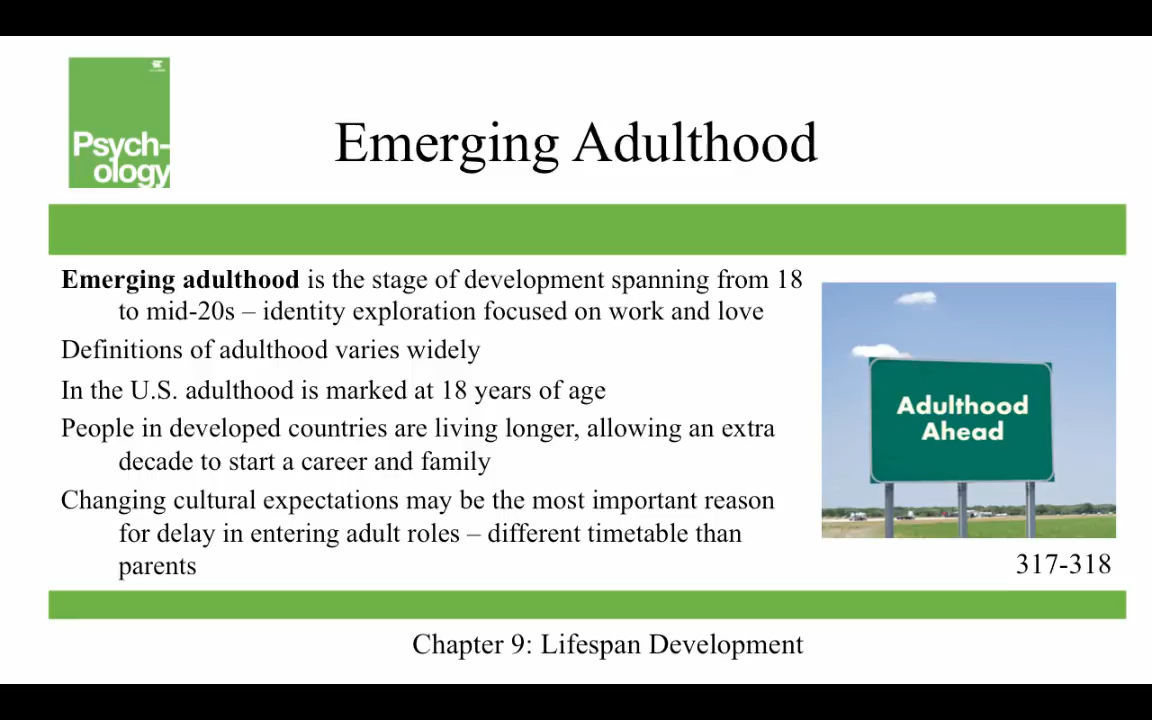 Psych-
ology
Emerging Adulthood
Emerging adulthood is the stage of development spanning from 18
to mid-20s – identity exploration focused on work and love
Definitions of adulthood varies widely
In the U.S. adulthood is marked at 18 years of age
People in developed countries are living longer, allowing an extra
decade to start a career and family
Changing cultural expectations may be the most important reason
for delay in entering adult roles – different timetable than
parents
Adulthood
Ahead
317-318
Chapter 9: Lifespan Development